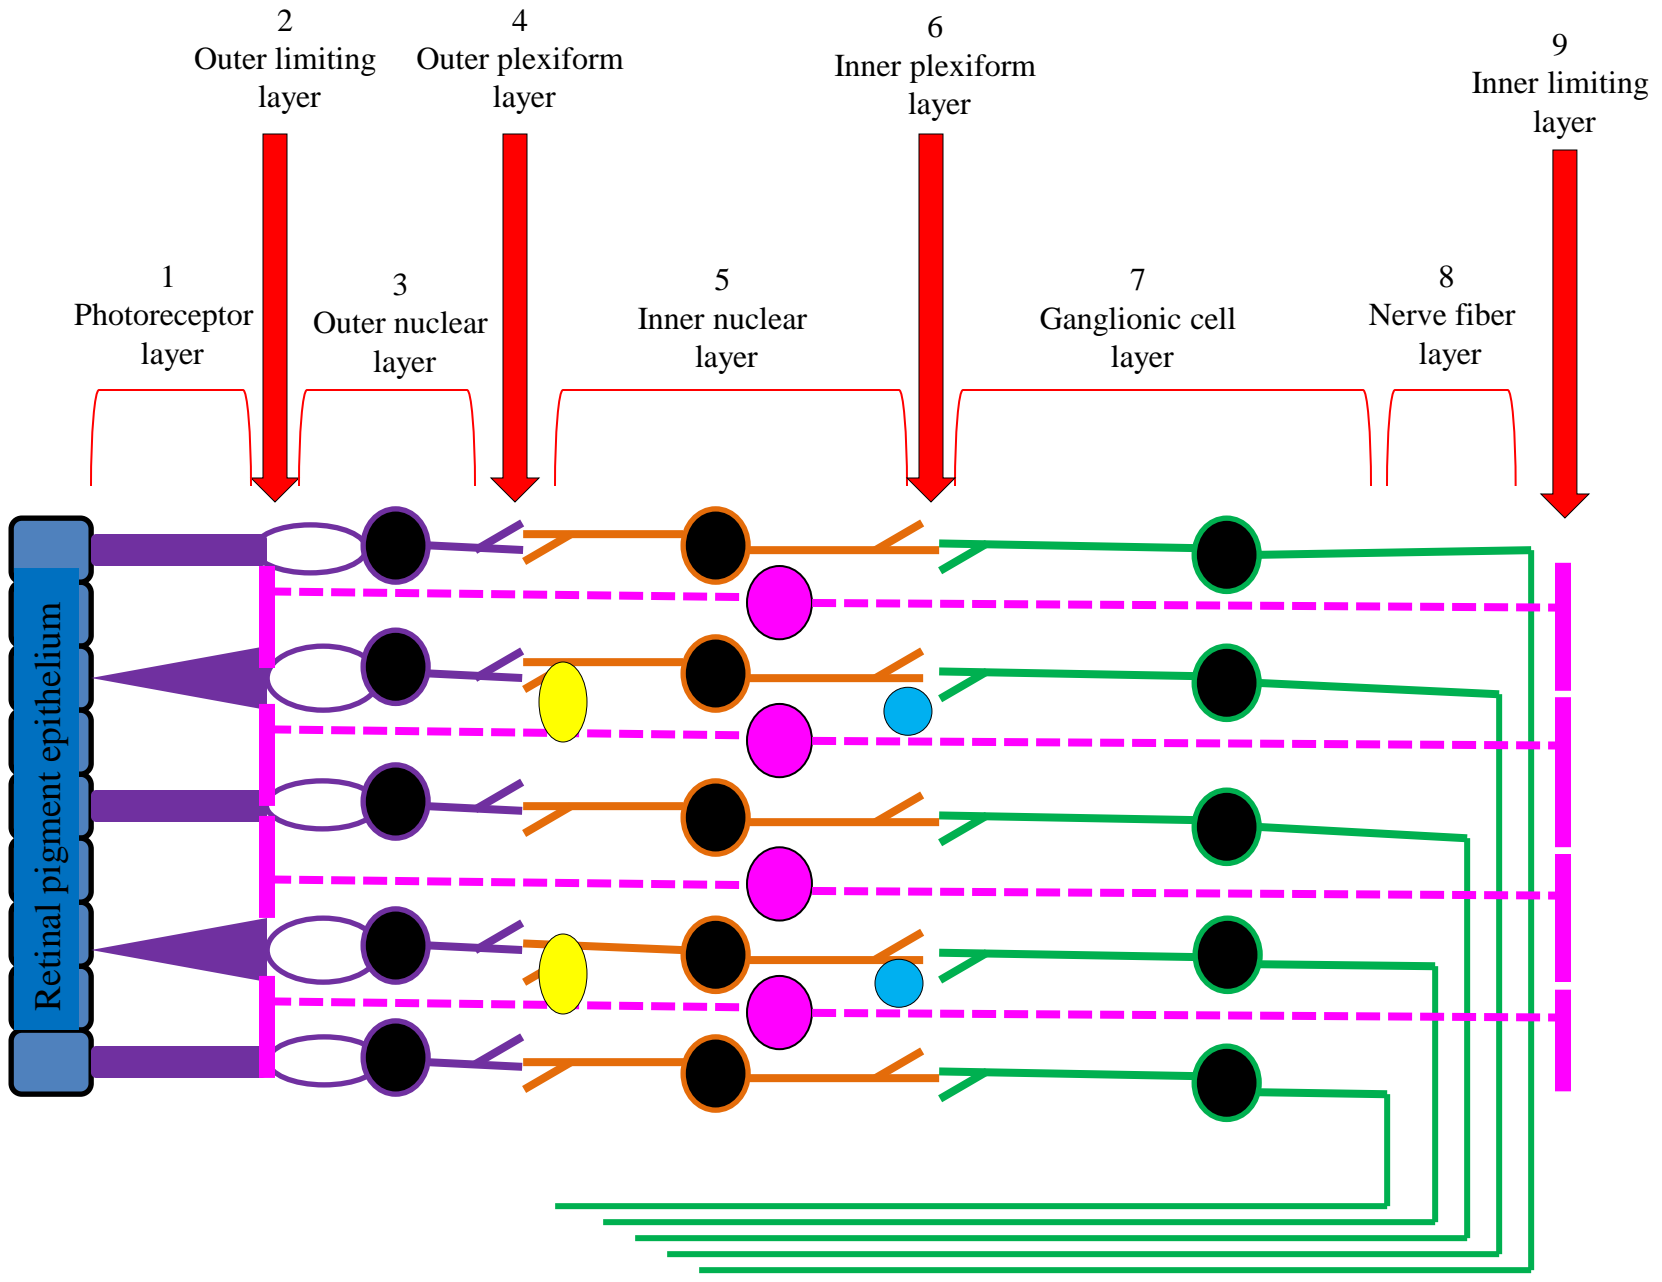 2
Outer limiting
layer
4
Outer plexiform
layer
6
Inner plexiform
layer
9
Inner limiting
layer
1
Photoreceptor
layer
3
Outer nuclear
layer
5
Inner nuclear
layer
7
Ganglionic cell
layer
8
Nerve fiber
layer
Retinal pigment epithelium